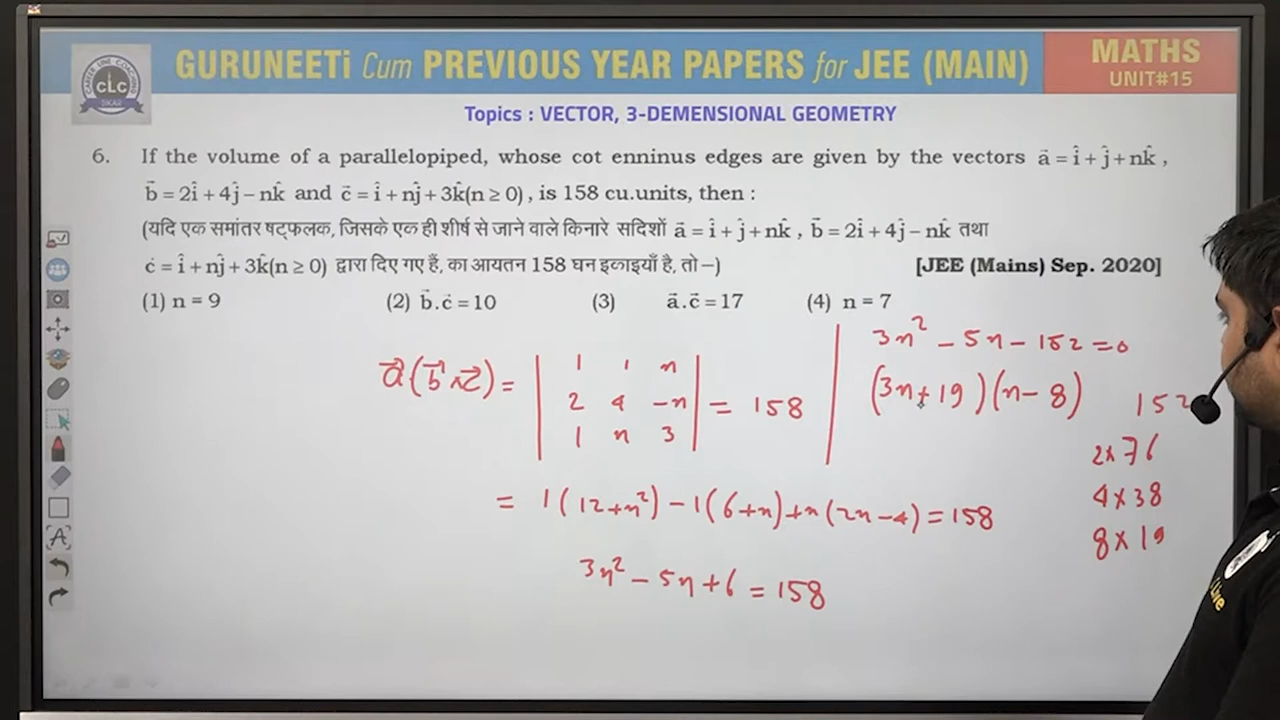 GURUNEETi Cum PREVIOUS YEAR PAPERS for JEE (MAIN)
MATHS
UNIT#15
CLC
SIKAR
Topics : VECTOR, 3-DEMENSIONAL GEOMETRY
6. If the volume of a parallelopiped, whose cot enninus edges are given by the vectors a⃗ = î + ĵ + nk̂ ,
b⃗ = 2î + 4ĵ – nk̂ and c⃗ = î + nĵ + 3k̂(n ≥ 0) , is 158 cu.units, then :
(यदि एक समांतर षट्फलक, जिसके एक ही शीर्ष से जाने वाले किनारे सदिशों a⃗ = î + ĵ + nk̂ , b⃗ = 2î + 4ĵ – nk̂ तथा
c⃗ = î + nĵ + 3k̂(n ≥ 0) द्वारा दिए गए हैं, का आयतन 158 घन इकाइयाँ है, तो –)
[JEE (Mains) Sep. 2020]
(1) n = 9 (2) b⃗.c⃗ = 10 (3) a⃗.c⃗ = 17 (4) n = 7
a⃗(b⃗×c⃗) = | 1 1 n |
| 2 4 -n | = 158
| 1 n 3 |
= 1(12+n²) – 1(6+n) + n(2n–4) = 158
3n² – 5n + 6 = 158
3n² – 5n – 152 = 0
(3n+19)(n–8)
152
2×76
4×38
8×19
Live